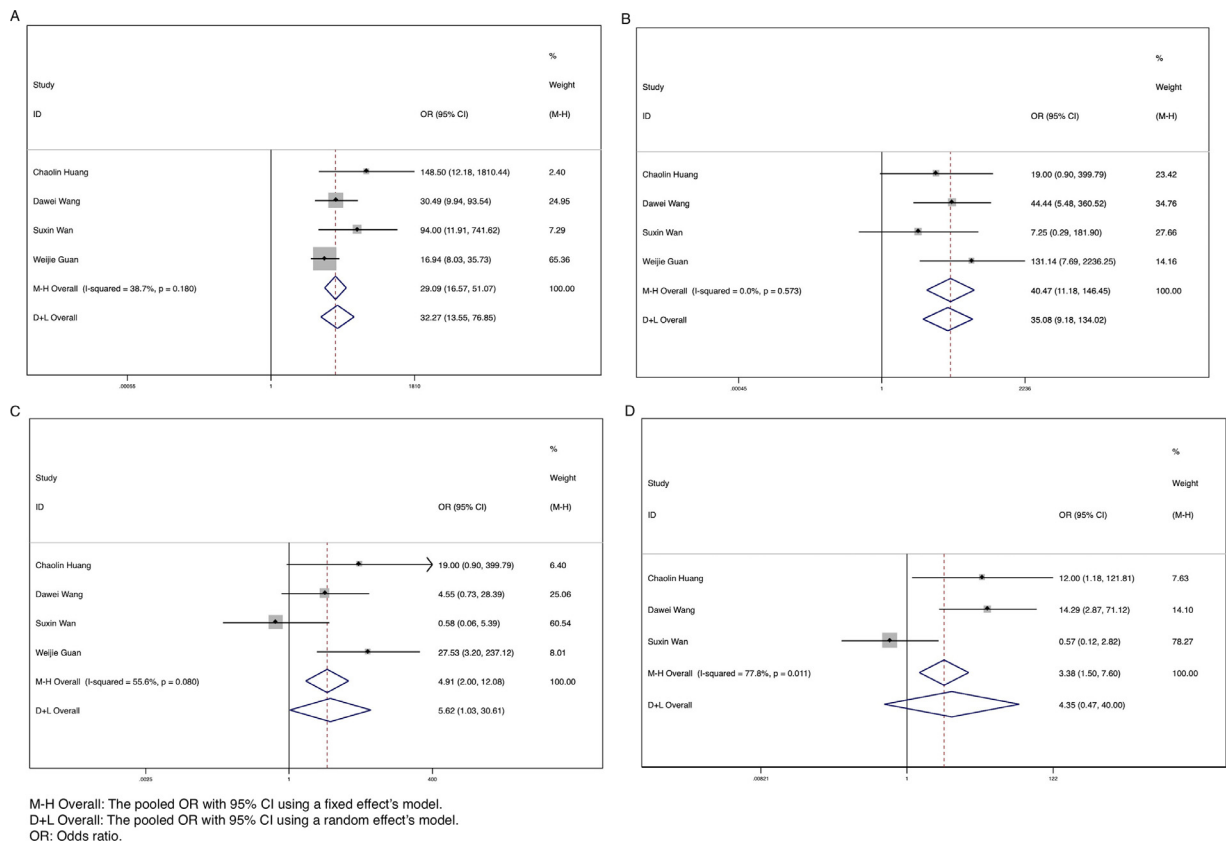 A
%
Study Weight
ID OR (95% CI) (M-H)
Chaolin Huang 148.50 (12.18, 1810.44) 2.40
Dawei Wang 30.49 (9.94, 93.54) 24.95
Suxin Wan 94.00 (11.91, 741.62) 7.29
Weijie Guan 16.94 (8.03, 35.73) 65.36
M-H Overall (I-squared = 38.7%, p = 0.180) 29.09 (16.57, 51.07) 100.00
D+L Overall 32.27 (13.55, 76.85)
.00055 1 1810
B
%
Study Weight
ID OR (95% CI) (M-H)
Chaolin Huang 19.00 (0.90, 399.79) 23.42
Dawei Wang 44.44 (5.48, 360.52) 34.76
Suxin Wan 7.25 (0.29, 181.90) 27.66
Weijie Guan 131.14 (7.69, 2236.25) 14.16
M-H Overall (I-squared = 0.0%, p = 0.573) 40.47 (11.18, 146.45) 100.00
D+L Overall 35.08 (9.18, 134.02)
.00045 1 2236
C
%
Study Weight
ID OR (95% CI) (M-H)
Chaolin Huang 19.00 (0.90, 399.79) 6.40
Dawei Wang 4.55 (0.73, 28.39) 25.06
Suxin Wan 0.58 (0.06, 5.39) 60.54
Weijie Guan 27.53 (3.20, 237.12) 8.01
M-H Overall (I-squared = 55.6%, p = 0.080) 4.91 (2.00, 12.08) 100.00
D+L Overall 5.62 (1.03, 30.61)
.0025 1 400
D
%
Study Weight
ID OR (95% CI) (M-H)
Chaolin Huang 12.00 (1.18, 121.81) 7.63
Dawei Wang 14.29 (2.87, 71.12) 14.10
Suxin Wan 0.57 (0.12, 2.82) 78.27
M-H Overall (I-squared = 77.8%, p = 0.011) 3.38 (1.50, 7.60) 100.00
D+L Overall 4.35 (0.47, 40.00)
.00821 1 122
M-H Overall: The pooled OR with 95% CI using a fixed effect's model.
D+L Overall: The pooled OR with 95% CI using a random effect's model.
OR: Odds ratio.